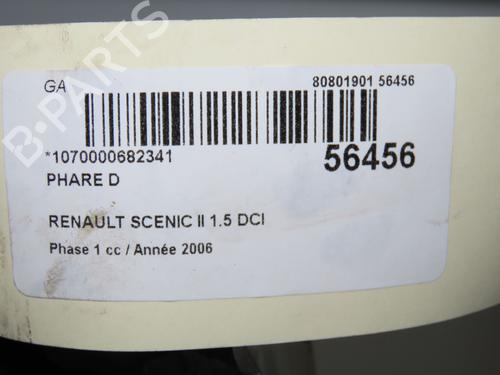 GA
80801901 56456
*1070000682341
56456
PHARE D
RENAULT SCENIC II 1.5 DCI
Phase 1 cc / Année 2006
B-PARTS